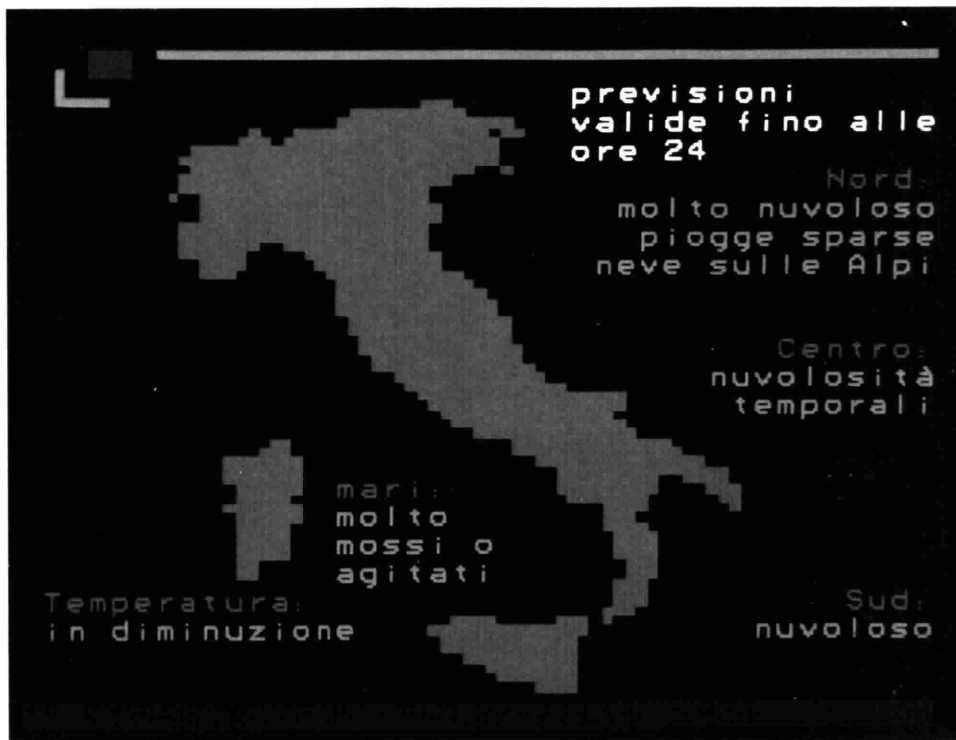 previsioni
valide fino alle
ore 24
Nord:
molto nuvoloso
piogge sparse
neve sulle Alpi
Centro:
nuvolosità
temporali
mari:
molto
mossi o
agitati
Temperatura:
in diminuzione
Sud:
nuvoloso